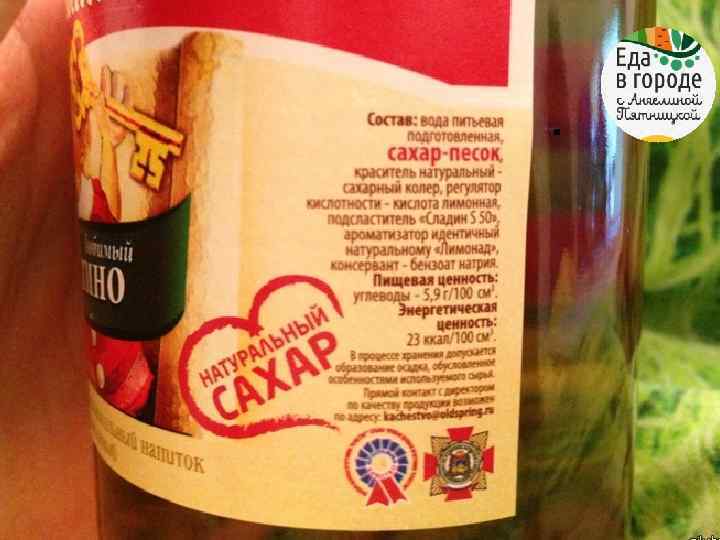 Еда
в городе
с Ангелиной
Пятницкой
25
любимый
Состав: вода питьевая
подготовленная,
сахар-песок,
краситель натуральный -
сахарный колер, регулятор
кислотности - кислота лимонная,
подсластитель «Сладин S 50»,
ароматизатор идентичный
натуральному «Лимонад»,
консервант - бензоат натрия.
Пищевая ценность:
углеводы - 5,9 г/100 см³.
Энергетическая
ценность:
23 ккал/100 см³.
В процессе хранения допускается
образование осадка, обусловленное
особенностями используемого сырья.
Прямой контакт с директором
по качеству продукции возможен
по адресу: kachestvo@oldspring.ru
НАТУРАЛЬНЫЙ
САХАР
напиток